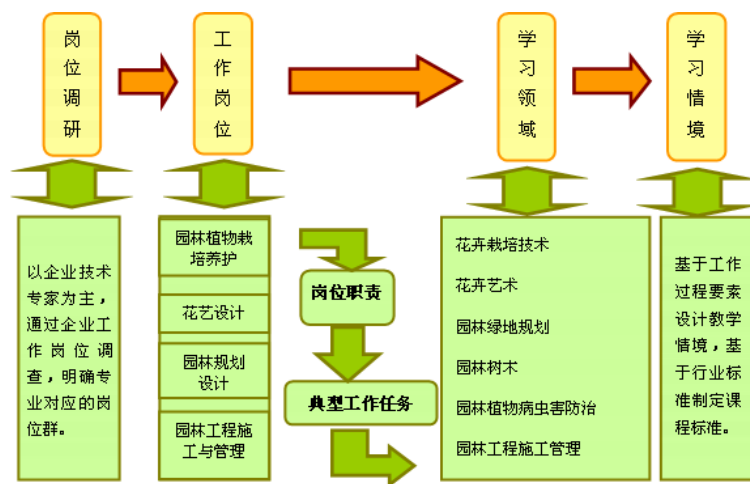 岗位调研
工作岗位
学习领域
学习情境
以企业技术
专家为主，
通过企业工
作岗位调
查，明确专
业对应的岗
位群。
园林植物栽
培养护
花艺设计
园林规划
设计
园林工程施
工与管理
岗位职责
典型工作任务
花卉栽培技术
花卉艺术
园林绿地规划
园林树术
园林植物病虫害防治
园林工程施工管理
基于工作
过程要素
设计教学
情境，基
于行业标
准制定课
程标准。